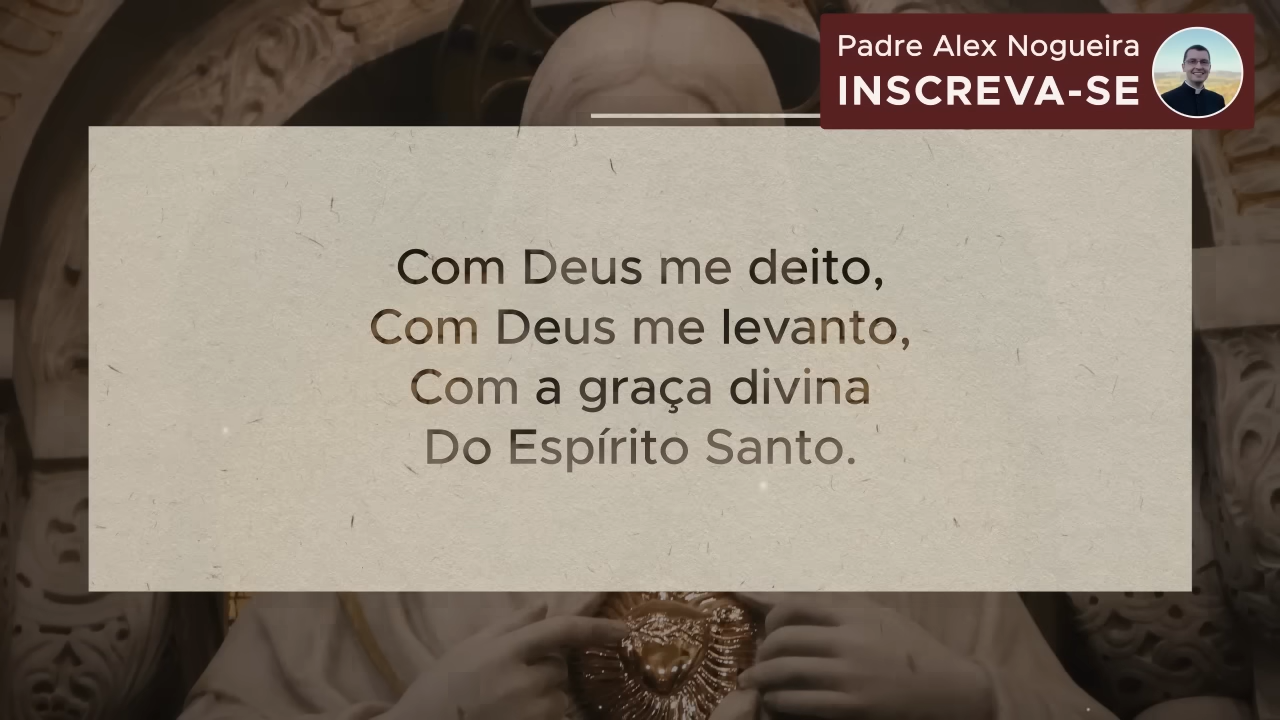 Padre Alex Nogueira
INSCREVA-SE
Com Deus me deito,
Com Deus me levanto,
Com a graça divina
Do Espírito Santo.